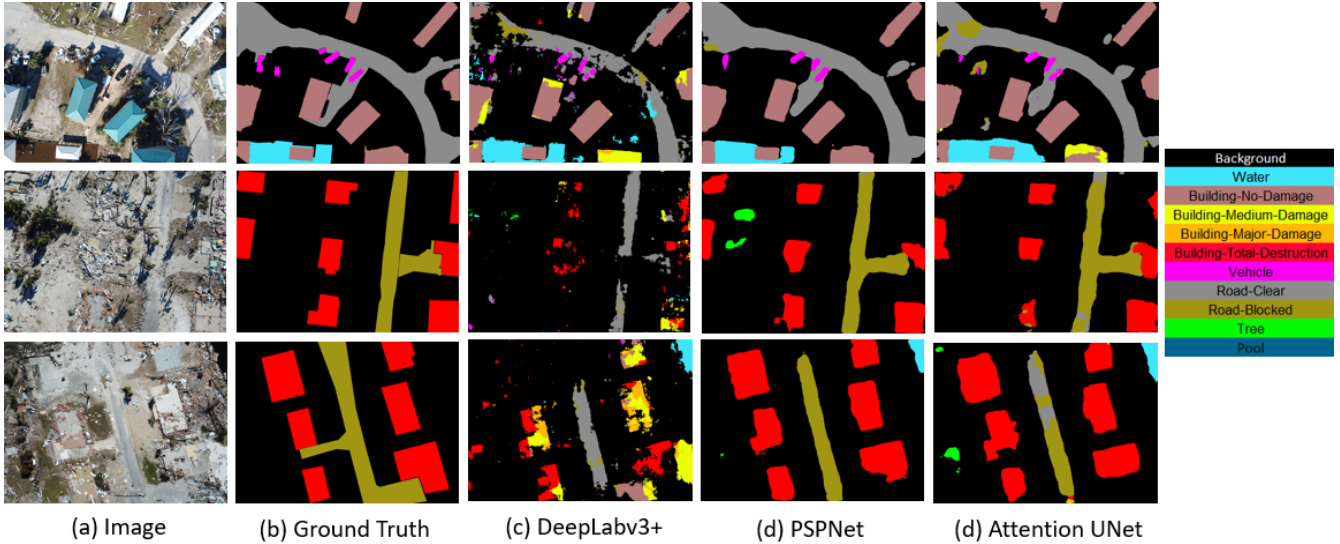 Background
Water
Building-No-Damage
Building-Medium-Damage
Building-Major-Damage
Building-Total-Destruction
Vehicle
Road-Clear
Road-Blocked
Tree
Pool
(a) Image
(b) Ground Truth
(c) DeepLabv3+
(d) PSPNet
(d) Attention UNet